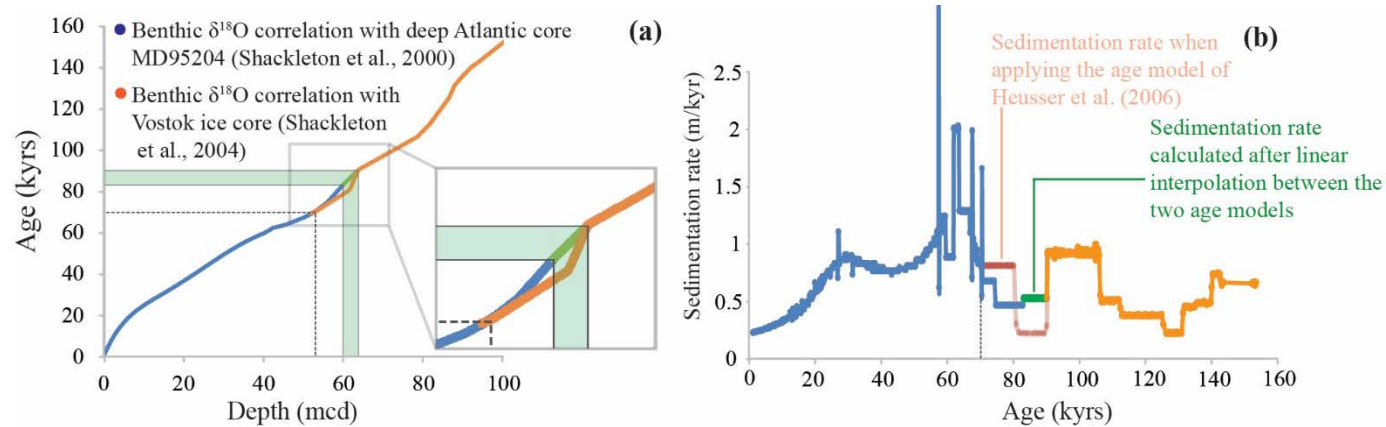 (a)
Benthic δ¹⁸O correlation with deep Atlantic core
MD95204 (Shackleton et al., 2000)
Benthic δ¹⁸O correlation with
Vostok ice core (Shackleton
et al., 2004)
Age (kyrs)
160
140
120
100
80
60
40
20
0
0
20
40
60
80
100
Depth (mcd)
(b)
Sedimentation rate when
applying the age model of
Heusser et al. (2006)
Sedimentation rate
calculated after linear
interpolation between the
two age models
Sedimentation rate (m/kyr)
2.5
2
1.5
1
0.5
0
0
20
40
60
80
100
120
140
160
Age (kyrs)